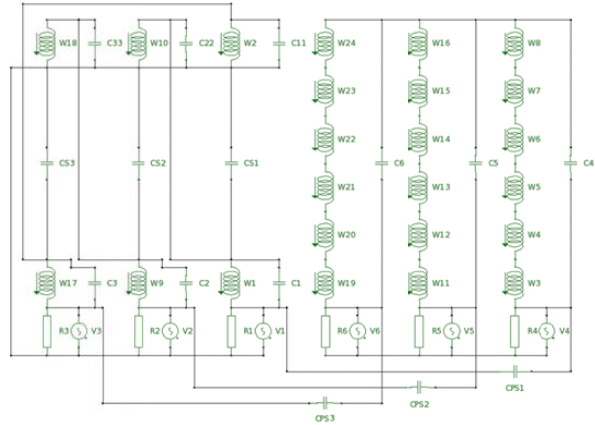 W18 C33 W10 C22 W2 C11 W24 W16 W8
W23 W15 W7
W22 W14 W6
CS3 CS2 CS1 C6 C5 C4
W21 W13 W5
W20 W12 W4
W17 C3 W9 C2 W1 C1 W19 W11 W3
R3 V3 R2 V2 R1 V1 R6 V6 R5 V5 R4 V4
CPS1
CPS2
CPS3